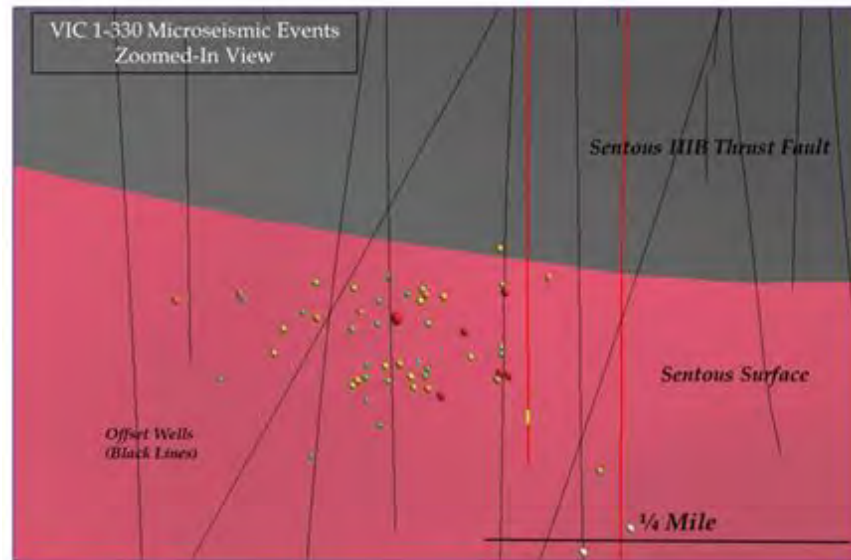 VIC 1-330 Microseismic Events
Zoomed-In View
Sentous IIIB Thrust Fault
Sentous Surface
Offset Wells
(Black Lines)
¼ Mile